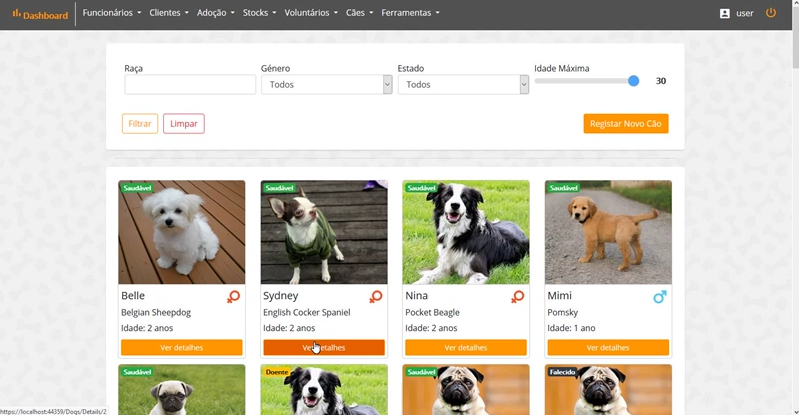 Dashboard Funcionários Clientes Adoção Stocks Voluntários Cães Ferramentas user
Raça Género Estado Idade Máxima
Todos Todos 30
Filtrar Limpar Registar Novo Cão
Saudável Saudável Saudável Saudável
Belle Sydney Nina Mimi
Belgian Sheepdog English Cocker Spaniel Pocket Beagle Pomsky
Idade: 2 anos Idade: 2 anos Idade: 2 anos Idade: 1 ano
Ver detalhes Ver detalhes Ver detalhes Ver detalhes
Saudável Doente Saudável Falecido
https://localhost:44359/Dogs/Details/2